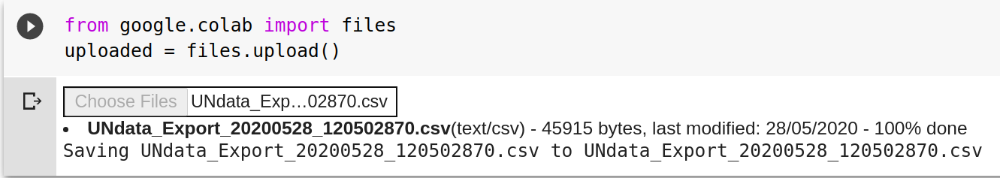 from google.colab import files
uploaded = files.upload()
Choose Files UNdata_Exp…02870.csv
• UNdata_Export_20200528_120502870.csv(text/csv) - 45915 bytes, last modified: 28/05/2020 - 100% done
Saving UNdata_Export_20200528_120502870.csv to UNdata_Export_20200528_120502870.csv